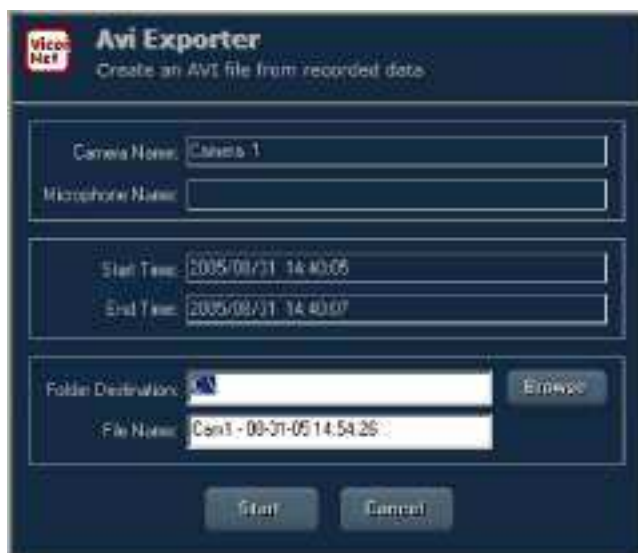 Vicon
Net
Avi Exporter
Create an AVI file from recorded data
Camera Name: Camera 1
Microphone Name:
Start Time: 2005/08/31 14:40:05
End Time: 2005/08/31 14:40:07
Folder Destination: C:\ Browse
File Name: Cam1 - 08-31-05 14:54:26
Start Cancel